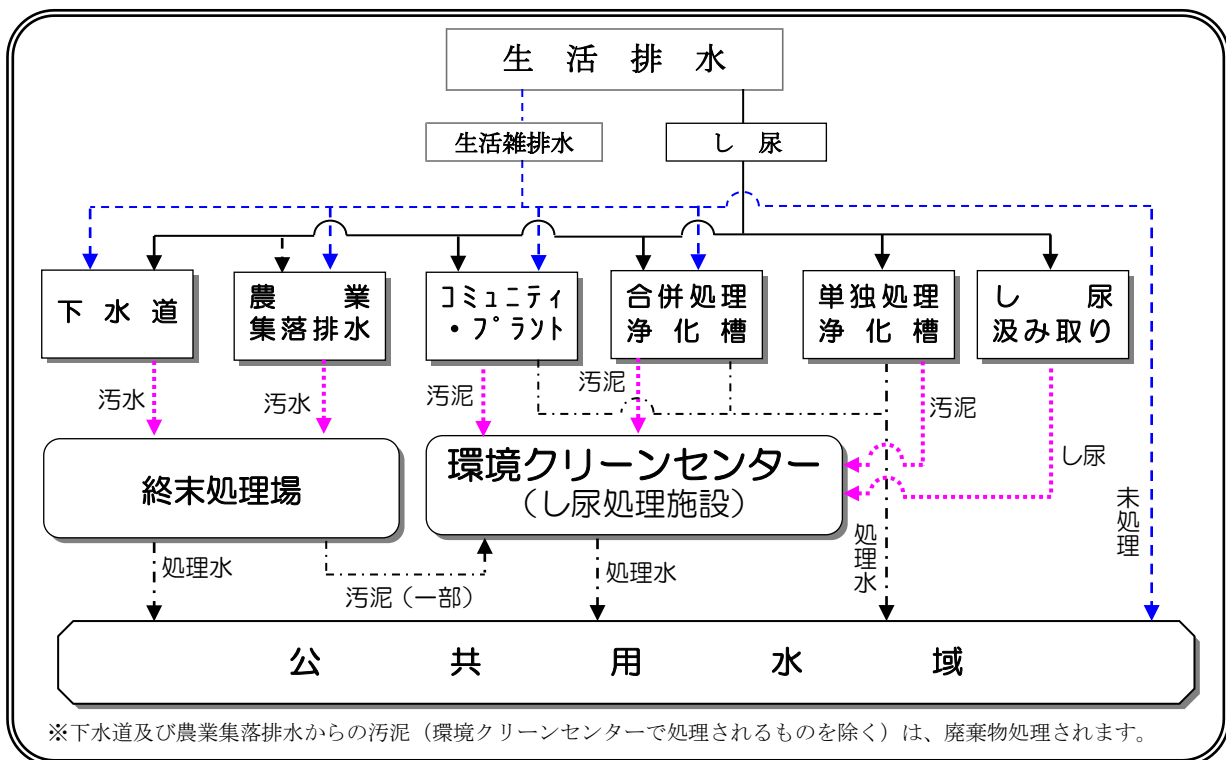 生活排水
生活雑排水
し尿
下水道
農業
集落排水
コミュニティ
・プラント
合併処理
浄化槽
単独処理
浄化槽
し尿
汲み取り
汚水
汚水
汚泥
汚泥
汚泥
し尿
終末処理場
環境クリーンセンター
（し尿処理施設）
未処理
処理水
汚泥（一部）
処理水
処理水
公共用水域
※下水道及び農業集落排水からの汚泥（環境クリーンセンターで処理されるものを除く）は、廃棄物処理されます。